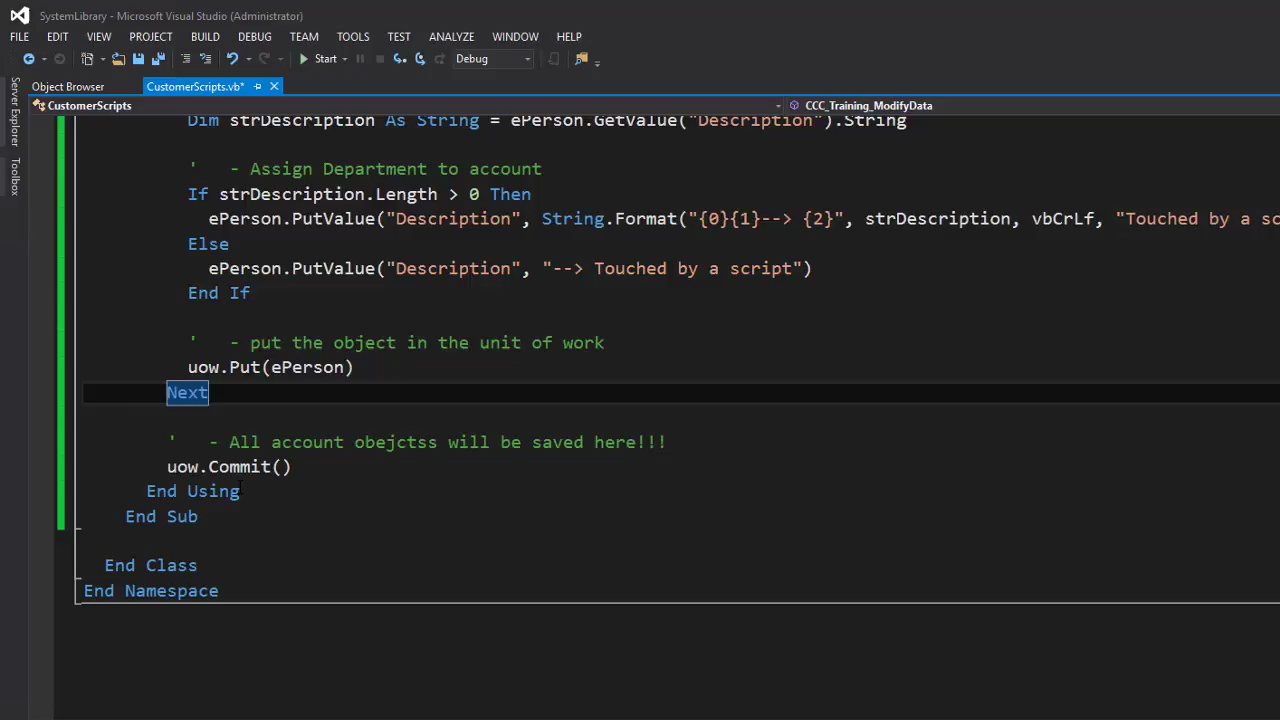 SystemLibrary - Microsoft Visual Studio (Administrator)
FILE EDIT VIEW PROJECT BUILD DEBUG TEAM TOOLS TEST ANALYZE WINDOW HELP
Start Debug
Server Explorer
Toolbox
Object Browser CustomerScripts.vb*
CustomerScripts CCC_Training_ModifyData
Dim strDescription As String = ePerson.GetValue("Description").String
' - Assign Department to account
If strDescription.Length > 0 Then
ePerson.PutValue("Description", String.Format("{0}{1}--> {2}", strDescription, vbCrLf, "Touched by a sc
Else
ePerson.PutValue("Description", "--> Touched by a script")
End If
' - put the object in the unit of work
uow.Put(ePerson)
Next
' - All account obejctss will be saved here!!!
uow.Commit()
End Using
End Sub
End Class
End Namespace